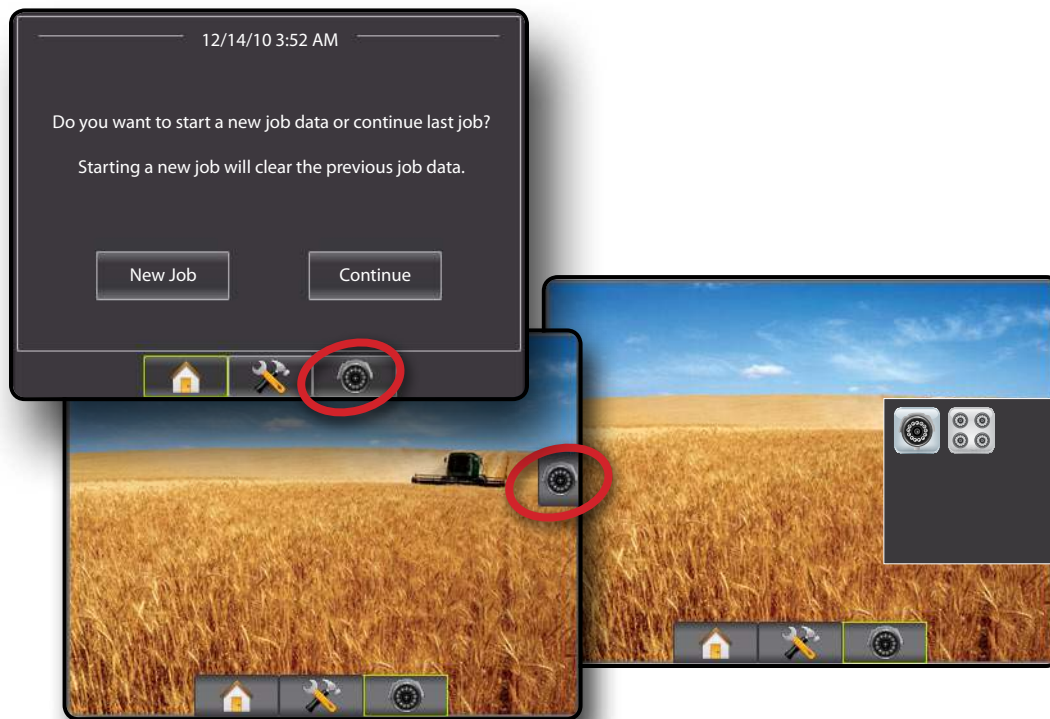 12/14/10 3:52 AM
Do you want to start a new job data or continue last job?
Starting a new job will clear the previous job data.
New Job
Continue